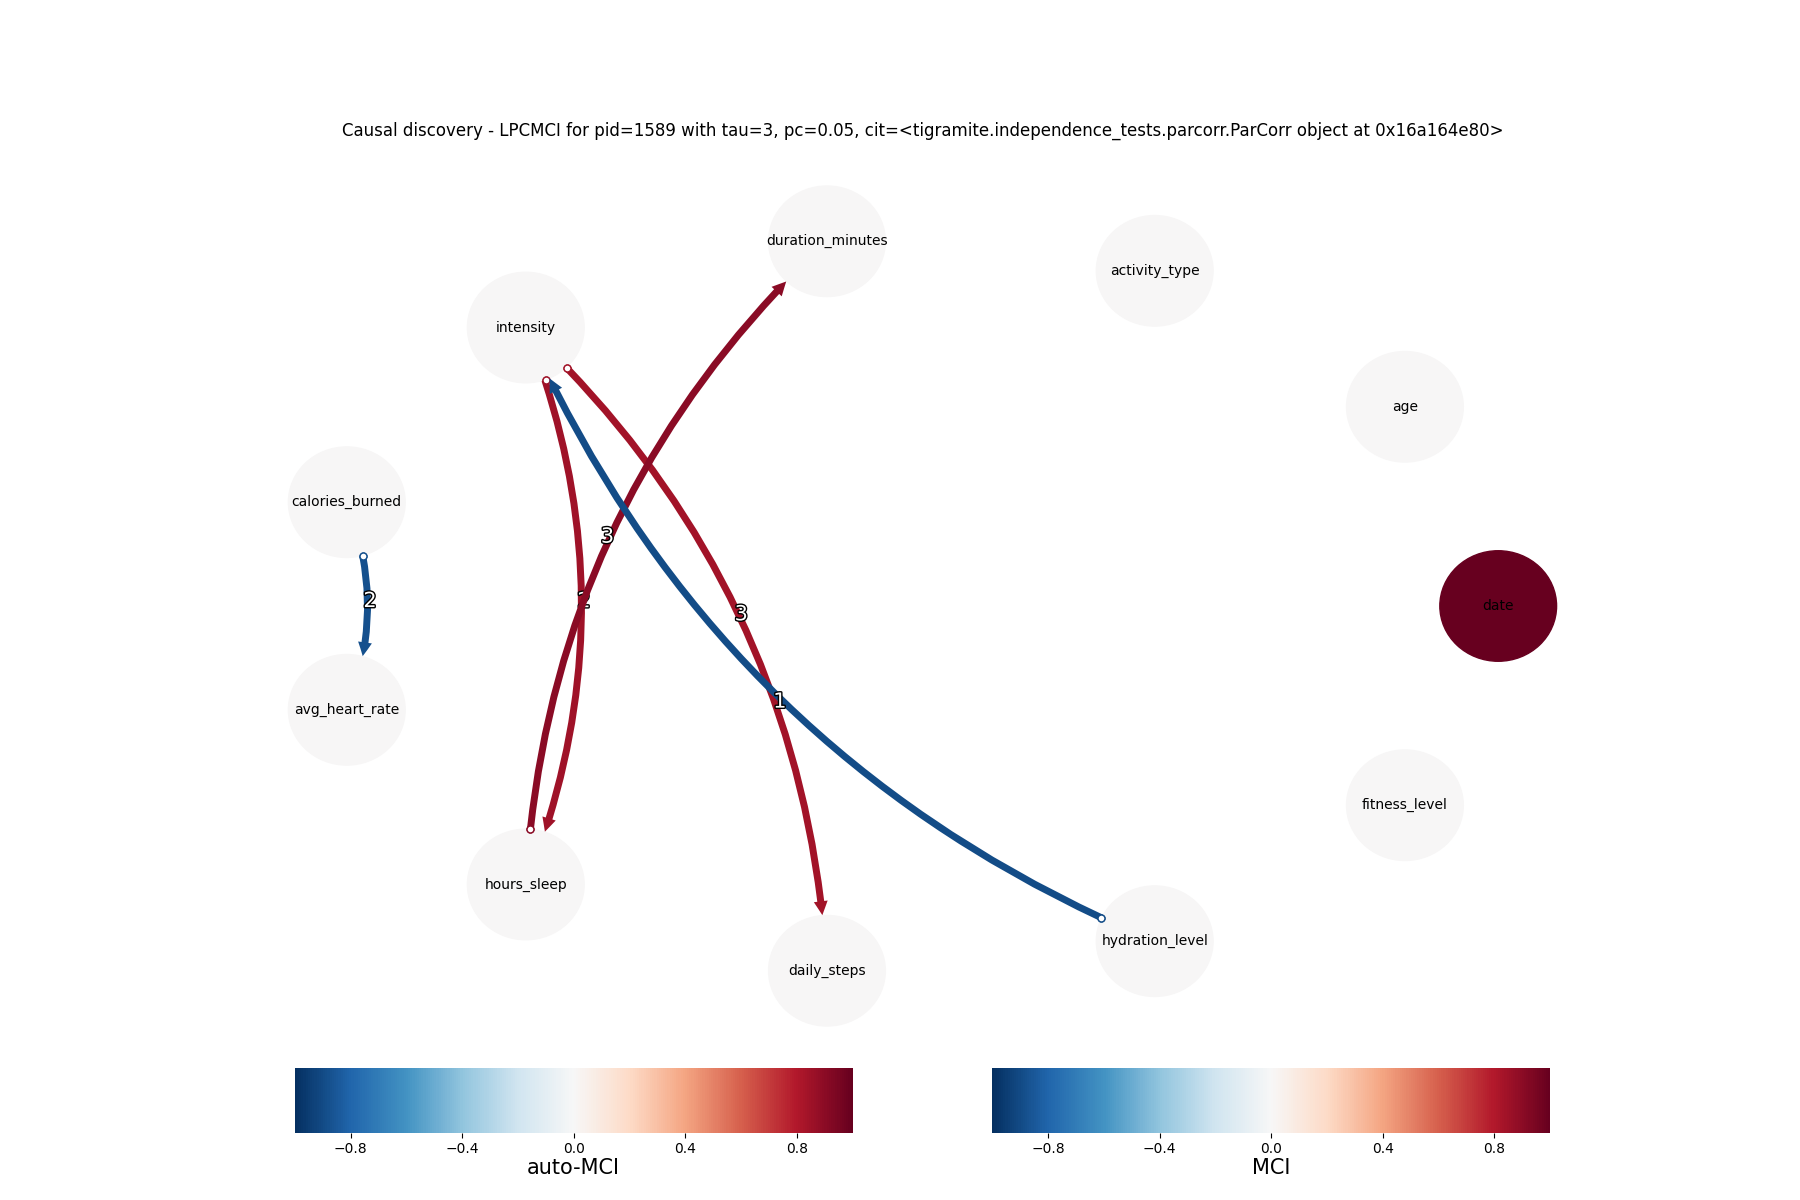 Causal discovery - LPCMCI for pid=1589 with tau=3, pc=0.05, cit=<tigramite.independence_tests.parcorr.ParCorr object at 0x16a164e80>
duration_minutes
activity_type
intensity
age
calories_burned
3
2
date
3
1
avg_heart_rate
fitness_level
hours_sleep
hydration_level
daily_steps
−0.8 −0.4 0.0 0.4 0.8
auto-MCI
−0.8 −0.4 0.0 0.4 0.8
MCI